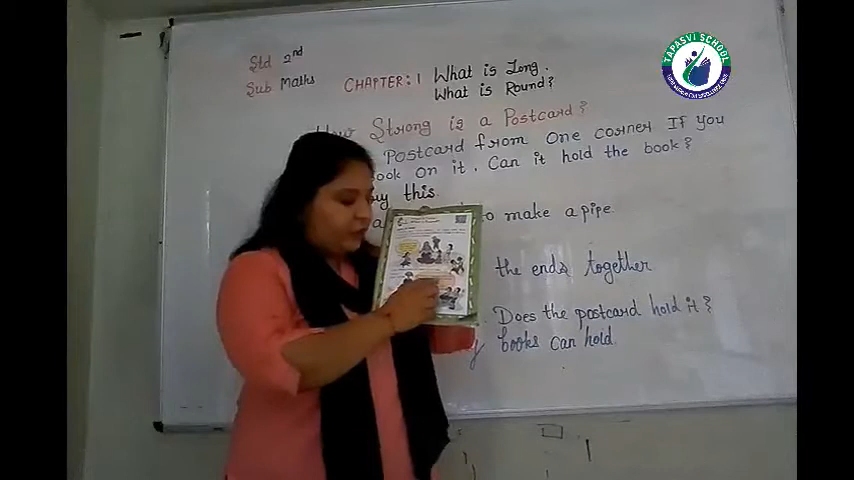 Std 2nd
Sub Maths
CHAPTER: 1 What is Long.
What is Round?
How Strong is a Postcard?
Postcard from One corner If you
ook on it. Can it hold the book?
this.
to make a pipe
the ends together
Does the postcard hold it?
books can hold.
TAPASVI SCHOOL